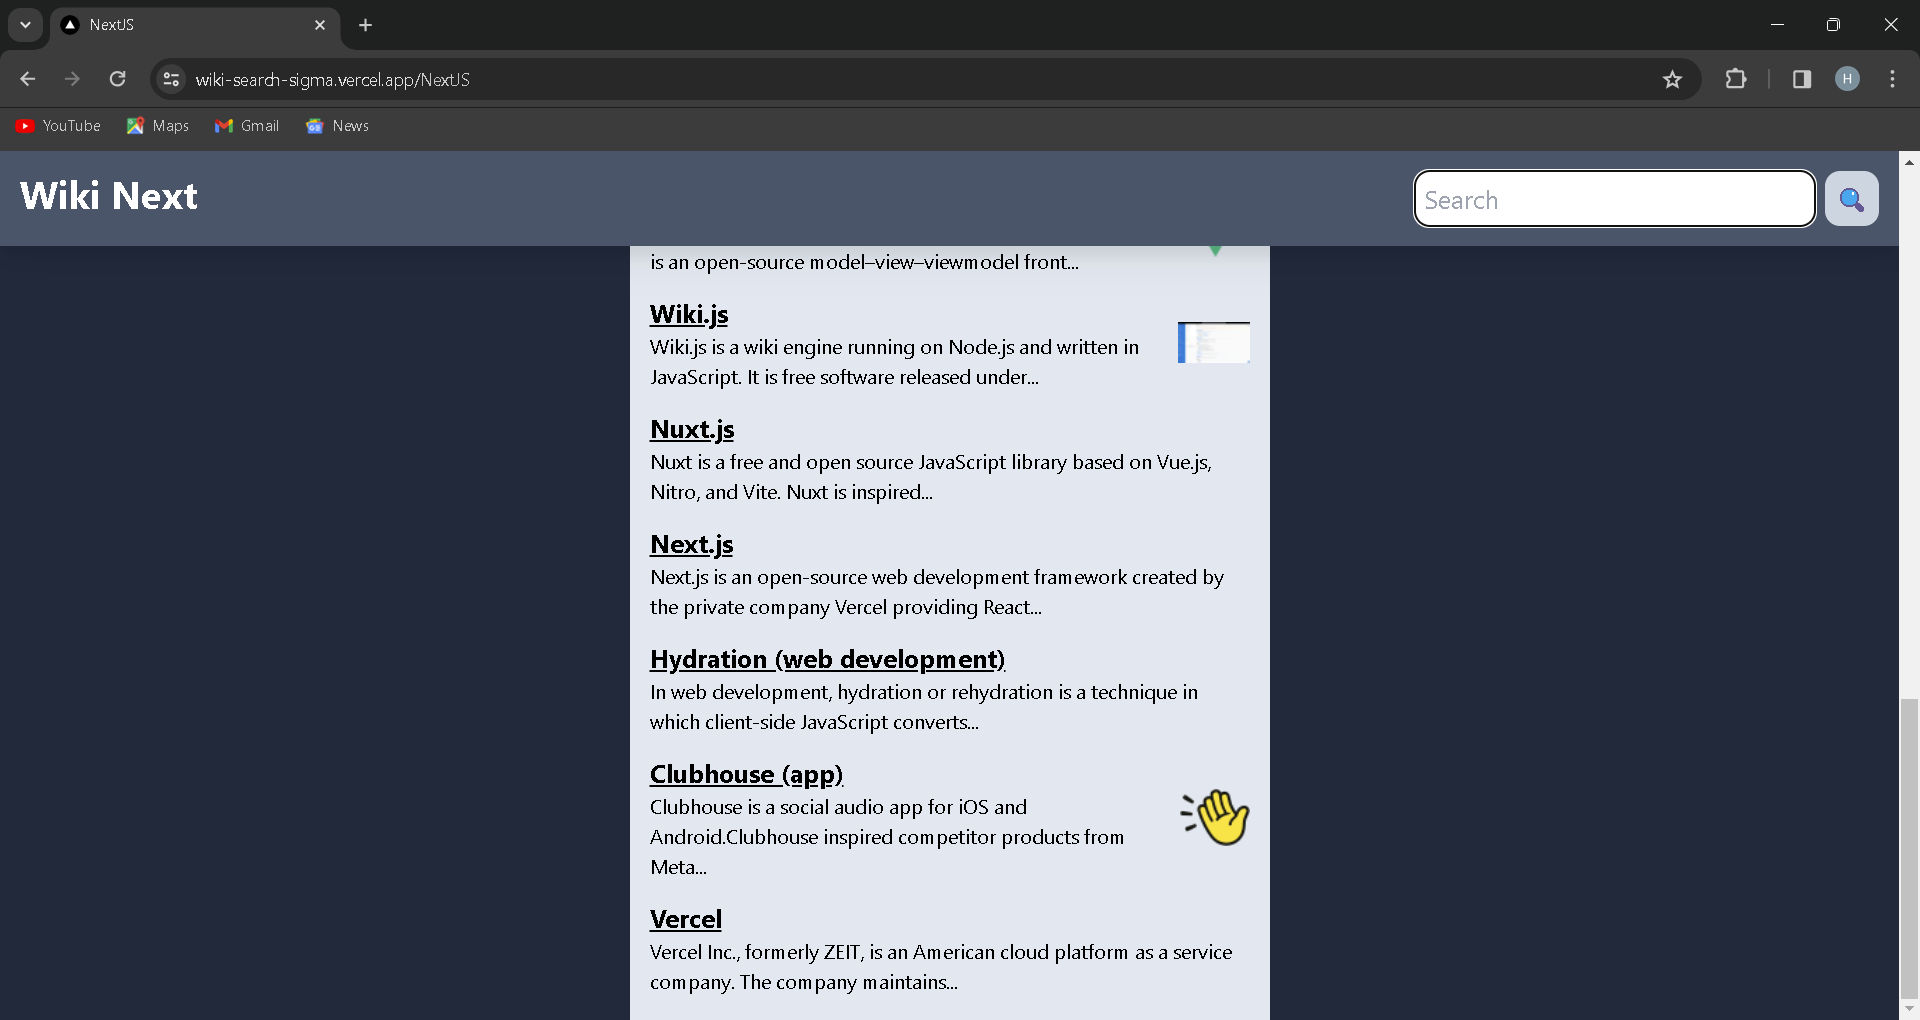 NextJS
wiki-search-sigma.vercel.app/NextJS
H
YouTube
Maps
Gmail
News
Wiki Next
Search
is an open-source model–view–viewmodel front...
Wiki.js
Wiki.js is a wiki engine running on Node.js and written in
JavaScript. It is free software released under...
Nuxt.js
Nuxt is a free and open source JavaScript library based on Vue.js,
Nitro, and Vite. Nuxt is inspired...
Next.js
Next.js is an open-source web development framework created by
the private company Vercel providing React...
Hydration (web development)
In web development, hydration or rehydration is a technique in
which client-side JavaScript converts...
Clubhouse (app)
Clubhouse is a social audio app for iOS and
Android.Clubhouse inspired competitor products from
Meta...
Vercel
Vercel Inc., formerly ZEIT, is an American cloud platform as a service
company. The company maintains...